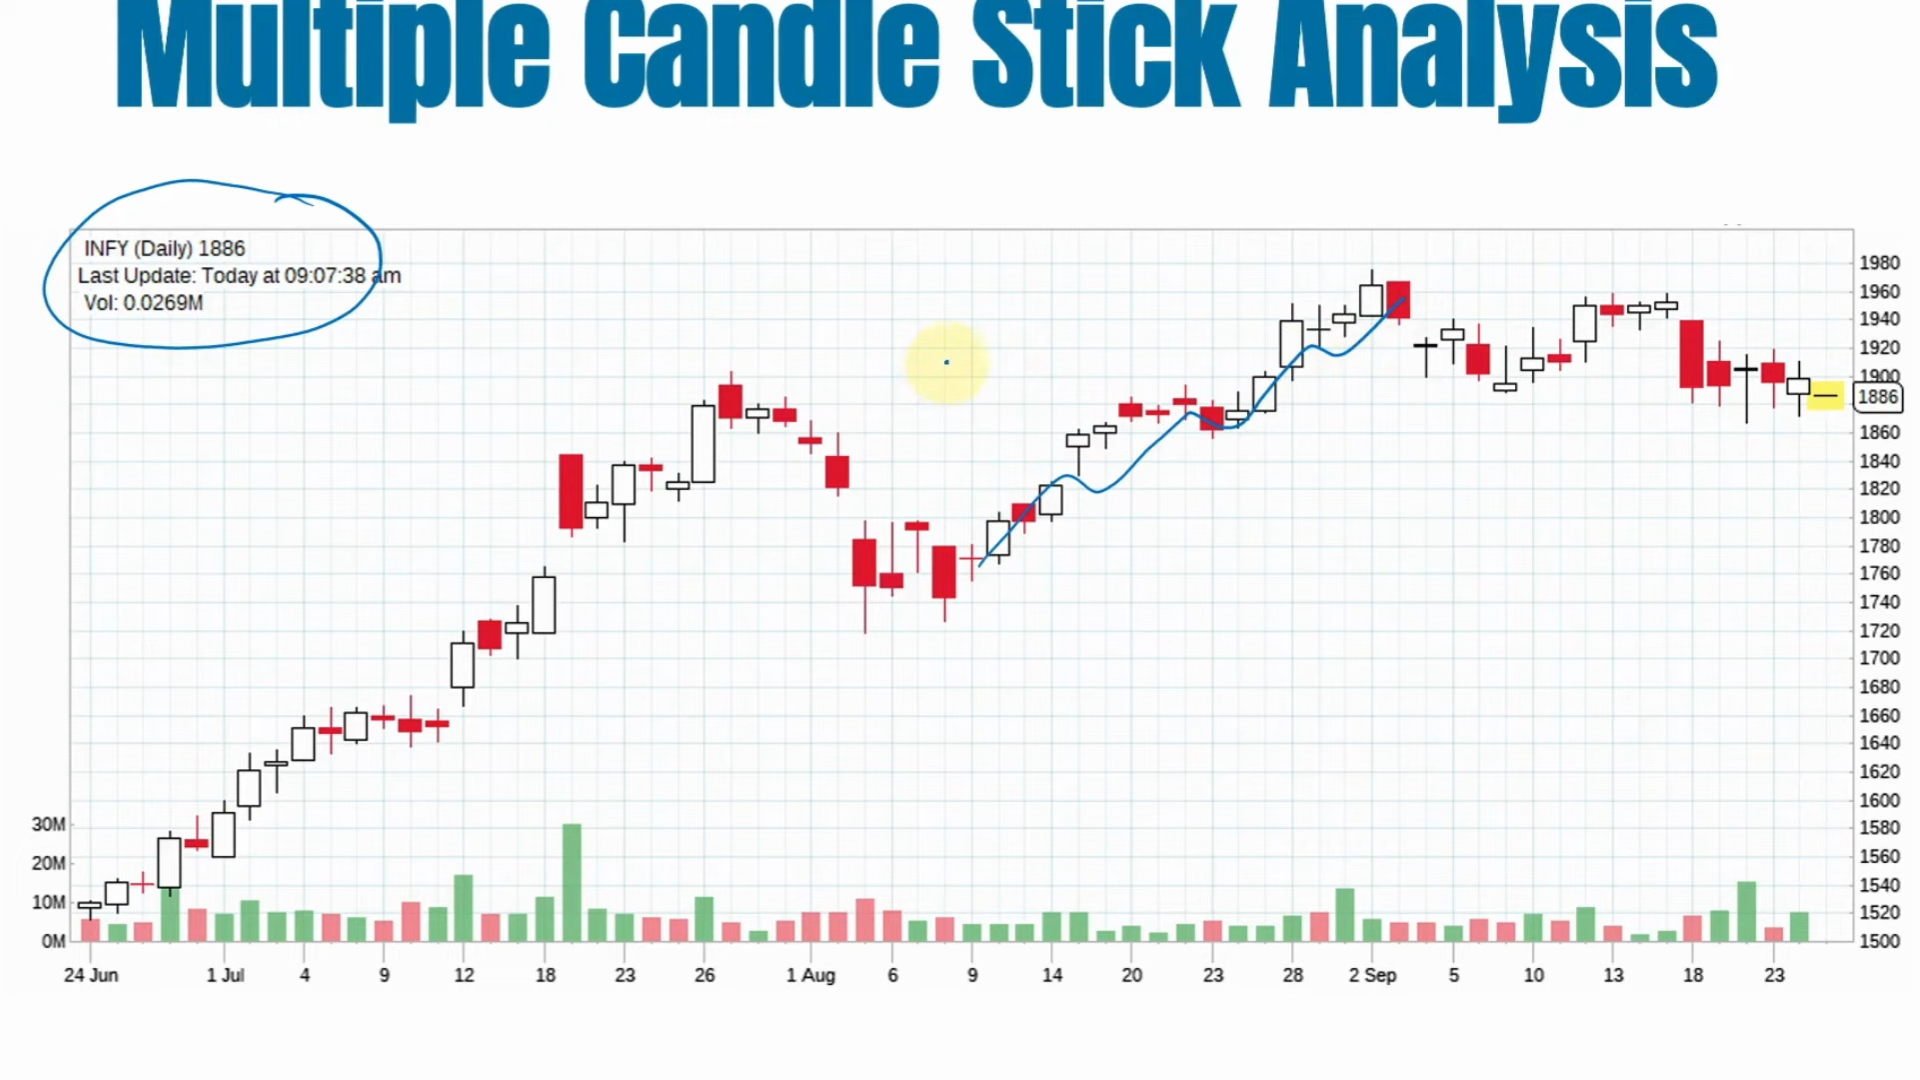 Multiple Candle Stick Analysis
INFY (Daily) 1886
Last Update: Today at 09:07:38 am
Vol: 0.0269M
1980
1960
1940
1920
1900
1886
1860
1840
1820
1800
1780
1760
1740
1720
1700
1680
1660
1640
1620
1600
1580
1560
1540
1520
1500
30M
20M
10M
0M
24 Jun 1 Jul 4 9 12 18 23 26 1 Aug 6 9 14 20 23 28 2 Sep 5 10 13 18 23